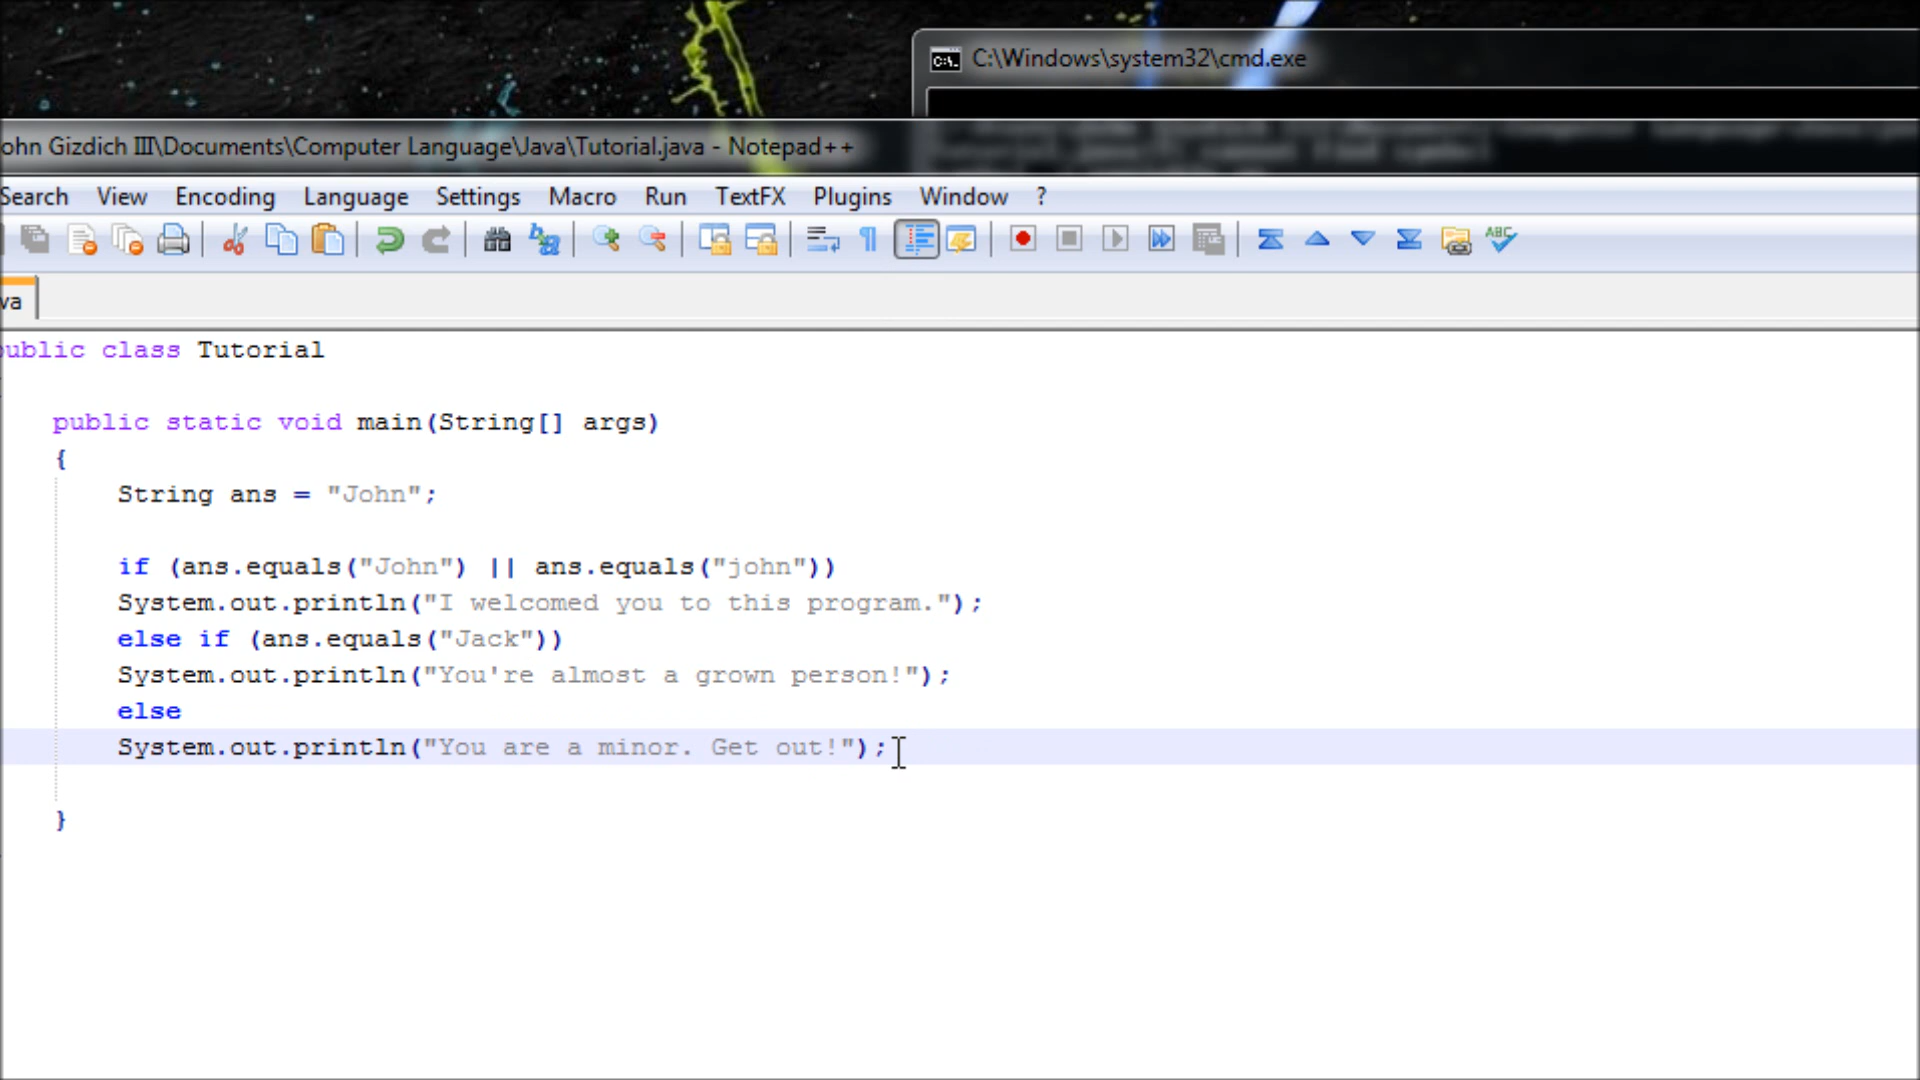 C:\Windows\system32\cmd.exe
ohn Gizdich III\Documents\Computer Language\Java\Tutorial.java - Notepad++
Search View Encoding Language Settings Macro Run TextFX Plugins Window ?
va
public class Tutorial
public static void main(String[] args)
{
String ans = "John";
if (ans.equals("John") || ans.equals("john"))
System.out.println("I welcomed you to this program.");
else if (ans.equals("Jack"))
System.out.println("You're almost a grown person!");
else
System.out.println("You are a minor. Get out!");
}